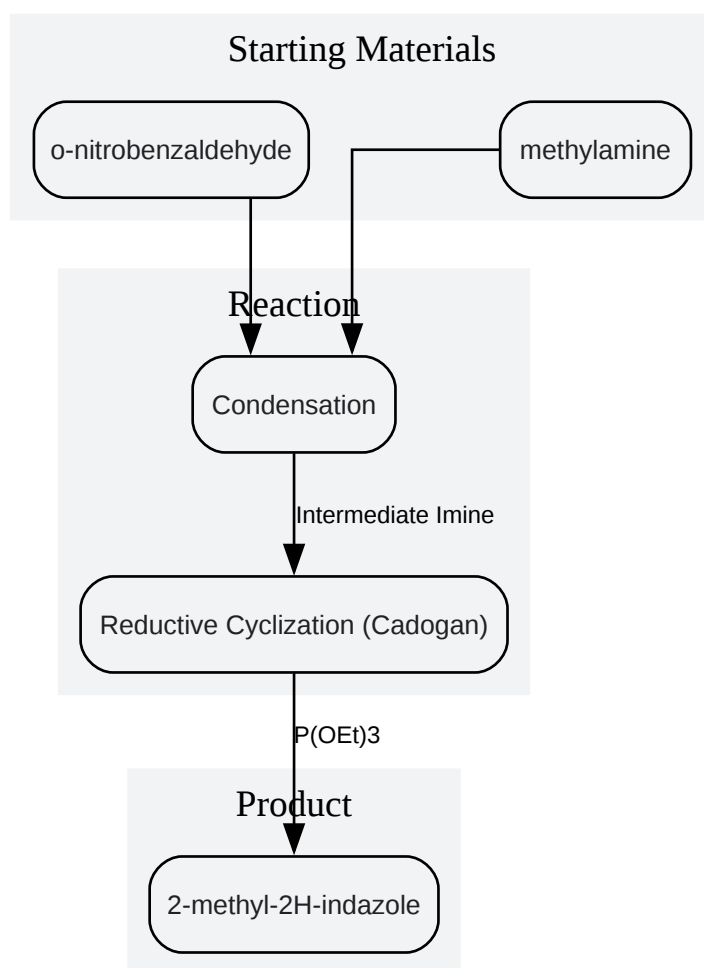 Starting Materials
o-nitrobenzaldehyde
methylamine
Reaction
Condensation
Intermediate Imine
Reductive Cyclization (Cadogan)
P(OEt)3
Product
2-methyl-2H-indazole